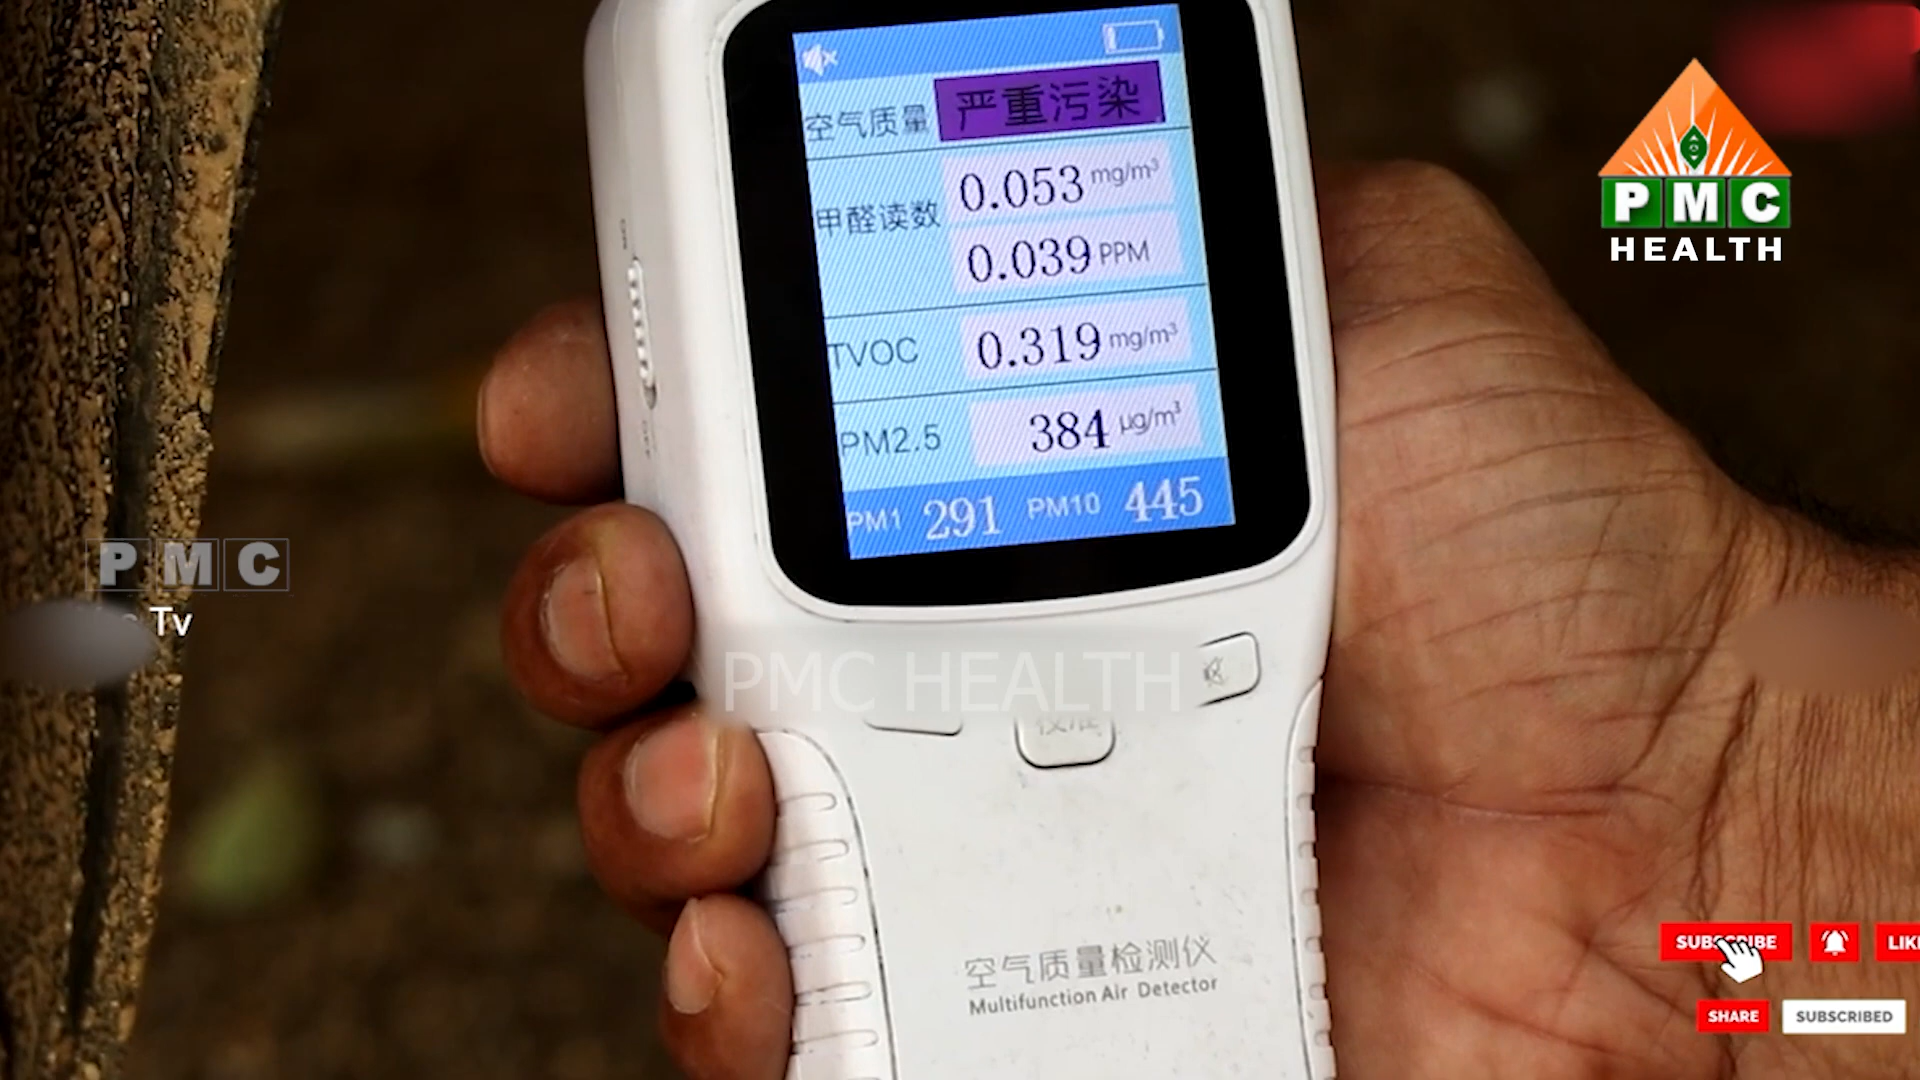 空气质量 严重污染
甲醛读数 0.053 mg/m³
0.039 PPM
TVOC 0.319 mg/m³
PM2.5 384 μg/m³
PM1 291 PM10 445
PMC
HEALTH
PMC
Tv
PMC HEALTH
空气质量检测仪
Multifunction Air Detector
SUBSCRIBE
LIK
SHARE
SUBSCRIBED